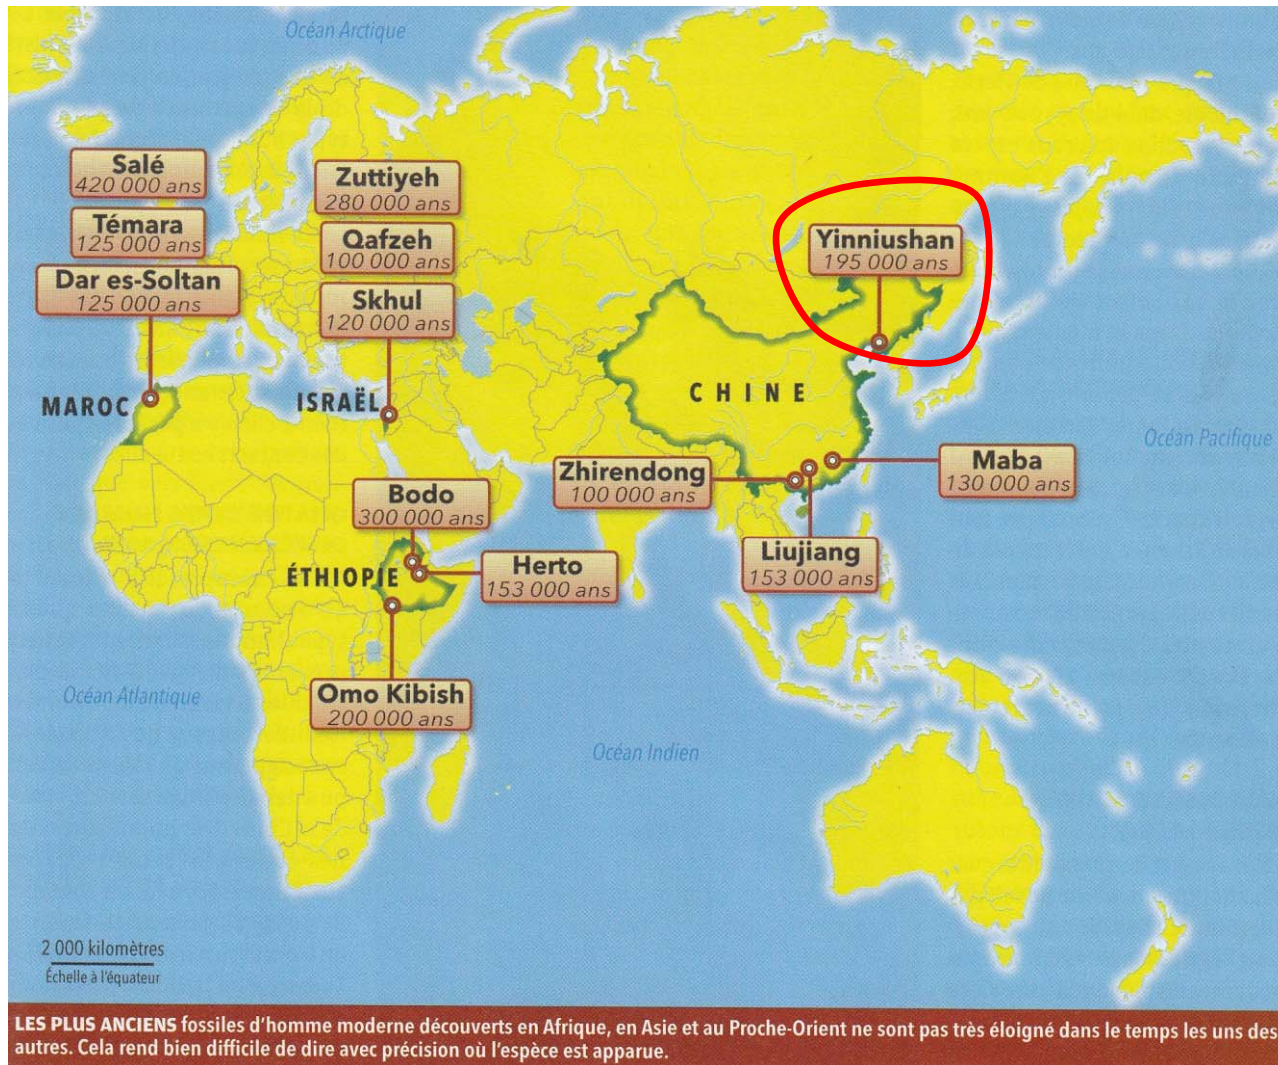 Océan Arctique
Salé
420 000 ans
Témara
125 000 ans
Dar es-Soltan
125 000 ans
Zuttiyeh
280 000 ans
Qafzeh
100 000 ans
Skhul
120 000 ans
Yinniushan
195 000 ans
MAROC
ISRAËL
CHINE
Océan Pacifique
Zhirendong
100 000 ans
Maba
130 000 ans
Bodo
300 000 ans
Liujiang
153 000 ans
ÉTHIOPIE
Herto
153 000 ans
Omo Kibish
200 000 ans
Océan Atlantique
Océan Indien
2 000 kilomètres
Échelle à l'équateur
LES PLUS ANCIENS fossiles d'homme moderne découverts en Afrique, en Asie et au Proche-Orient ne sont pas très éloigné dans le temps les uns des
autres. Cela rend bien difficile de dire avec précision où l'espèce est apparue.